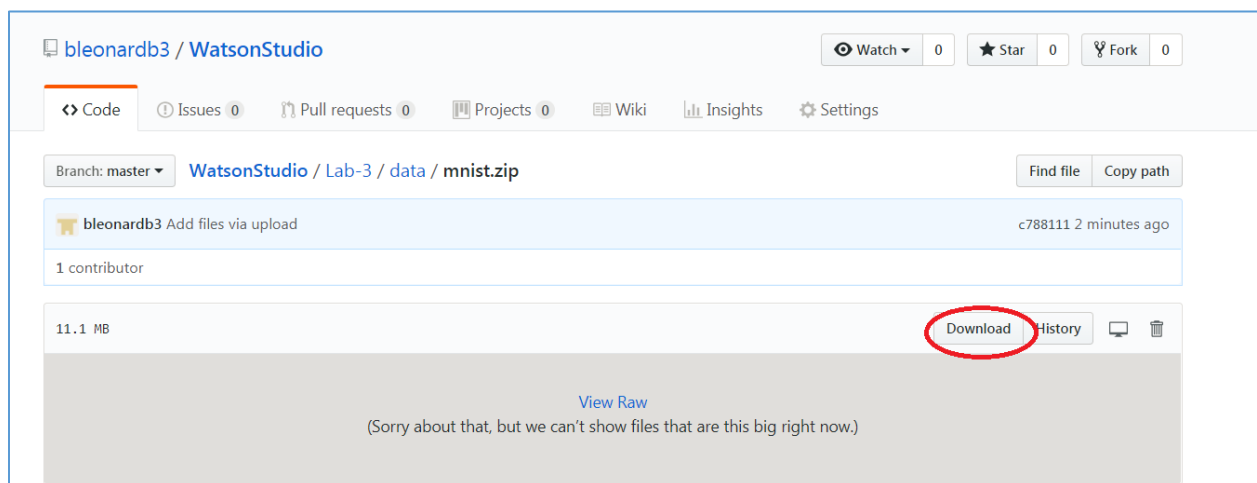 bleonardb3 / WatsonStudio Watch 0 Star 0 Fork 0
Code Issues 0 Pull requests 0 Projects 0 Wiki Insights Settings
Branch: master WatsonStudio / Lab-3 / data / mnist.zip Find file Copy path
bleonardb3 Add files via upload c788111 2 minutes ago
1 contributor
11.1 MB Download History
View Raw
(Sorry about that, but we can't show files that are this big right now.)